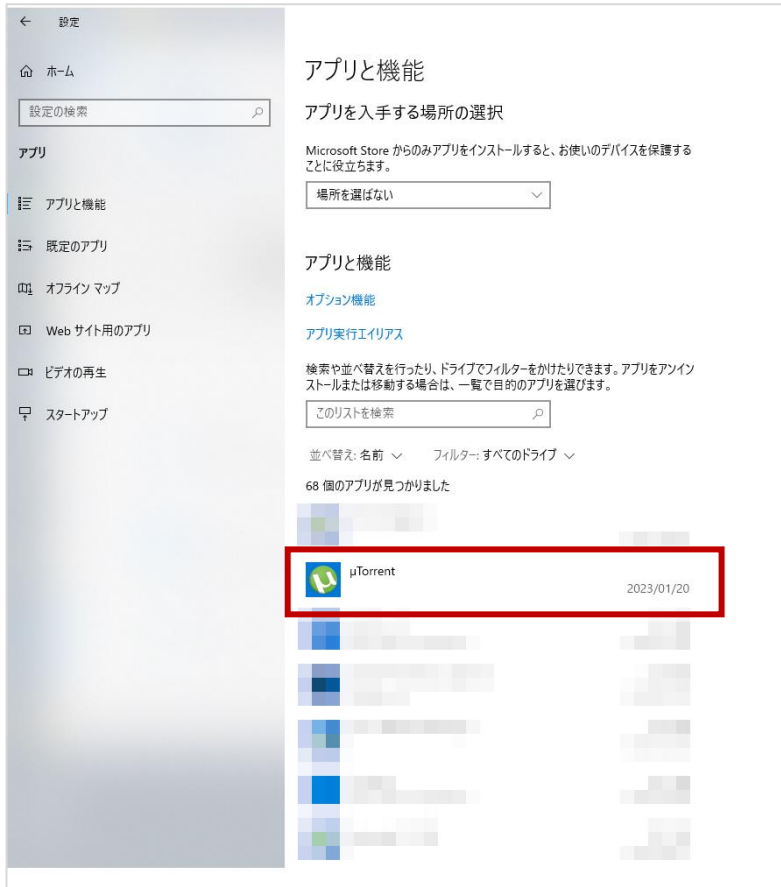 設定
ホーム
設定の検索
アプリ
アプリと機能
既定のアプリ
オフライン マップ
Web サイト用のアプリ
ビデオの再生
スタートアップ
アプリと機能
アプリを入手する場所の選択
Microsoft Store からのみアプリをインストールすると、お使いのデバイスを保護する
ことに役立ちます。
場所を選ばない
アプリと機能
オプション機能
アプリ実行エイリアス
検索や並べ替えを行ったり、ドライブでフィルターをかけたりできます。アプリをアンイン
ストールまたは移動する場合は、一覧で目的のアプリを選びます。
このリストを検索
並べ替え: 名前 フィルター: すべてのドライブ
68 個のアプリが見つかりました
µTorrent
2023/01/20